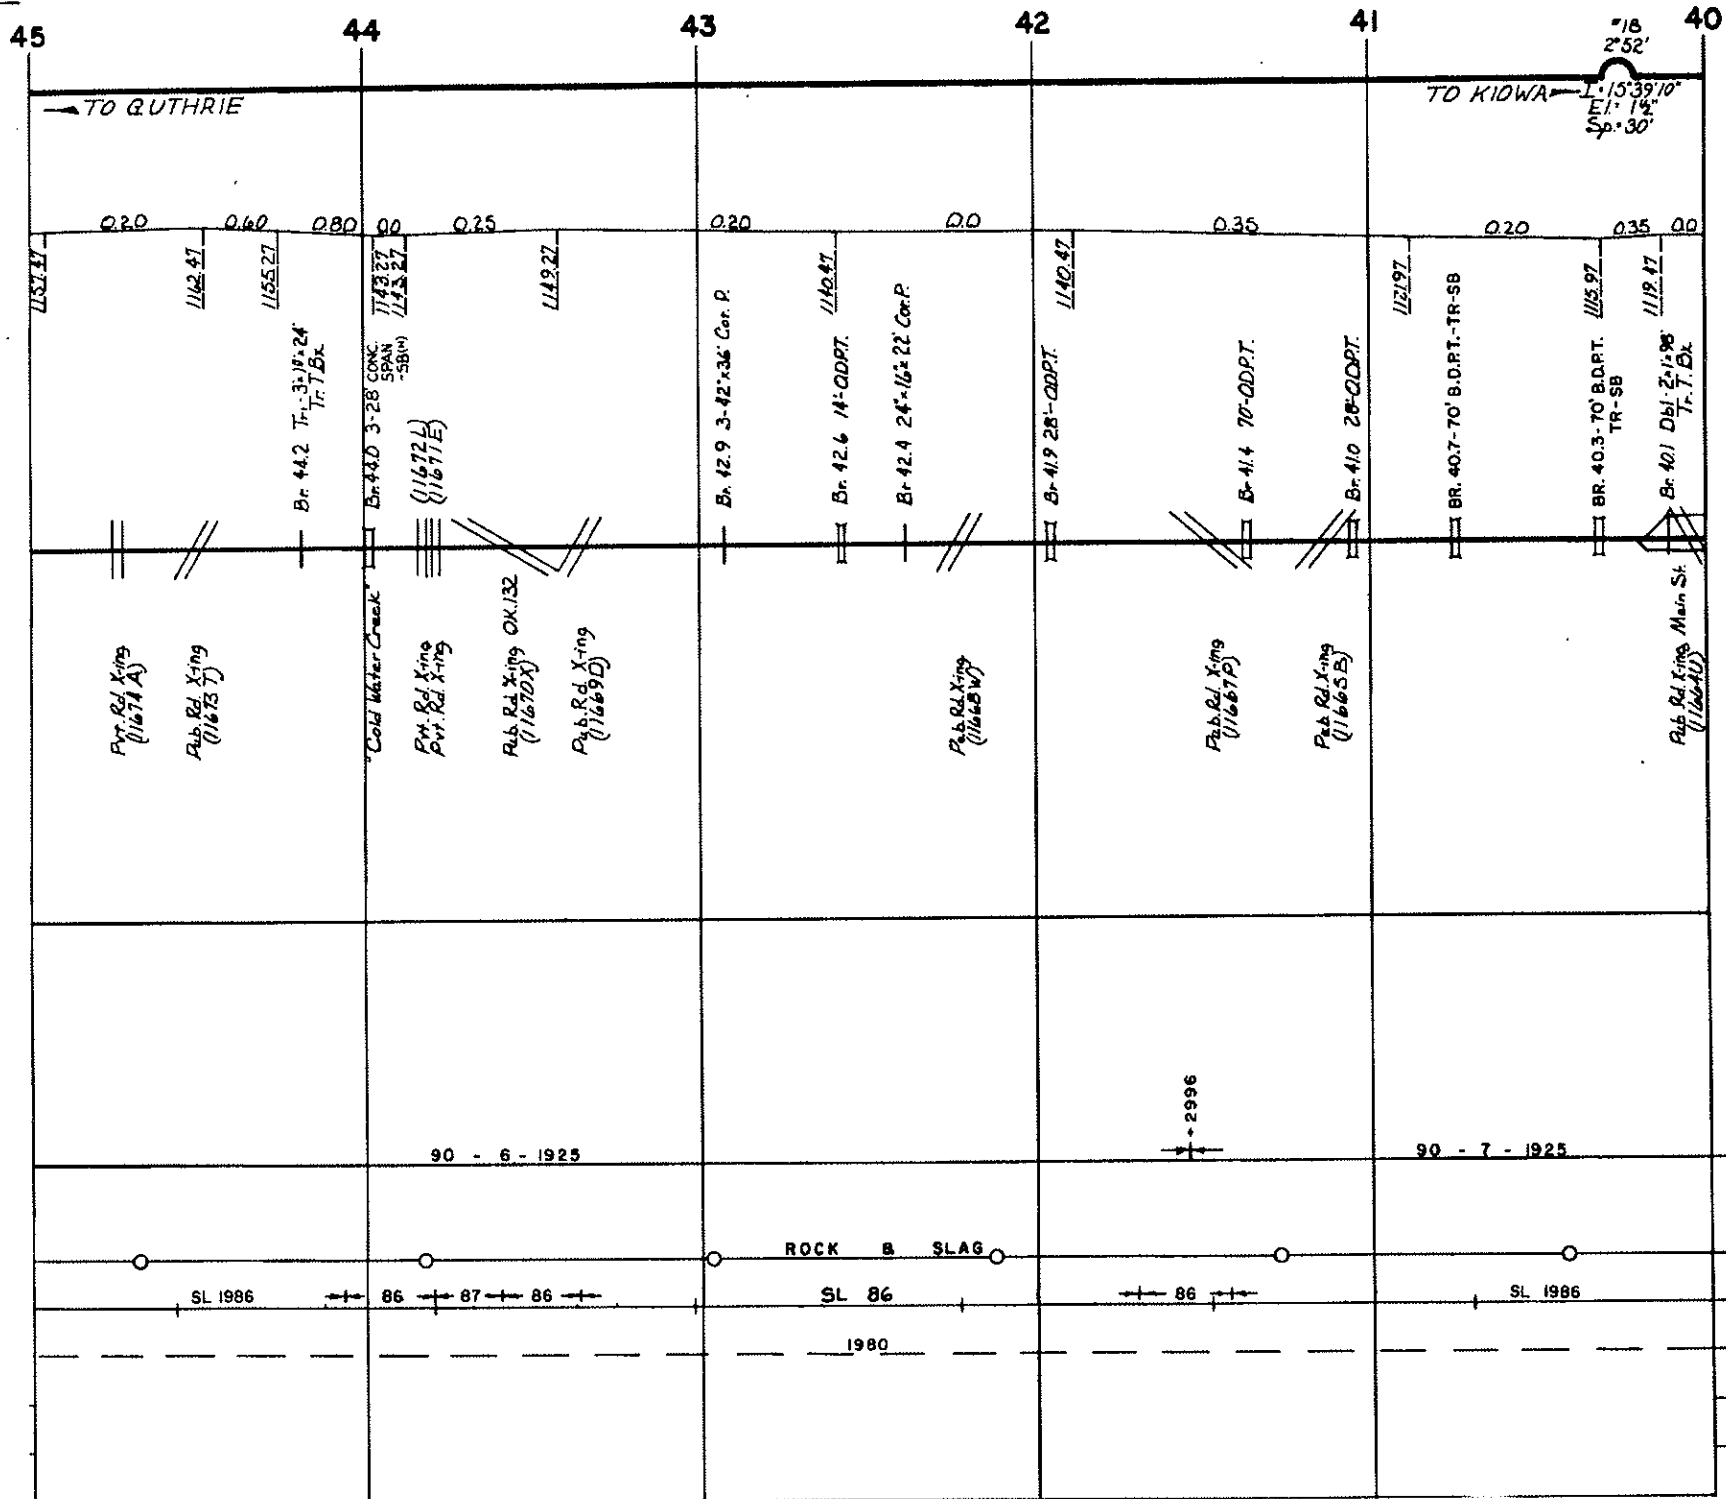 45 44 43 42 41 40
°18
2°52'
TO GUTHRIE
TO KIOWA
I: 15°39'10"
El: 1½"
Sp: 30'
0.20 0.60 0.80 0.0 0.25 0.20 0.0 0.35 0.20 0.35 0.0
1157.47
1162.47
1155.27
1143.27
1143.27
1149.27
1140.47
1140.47
1121.97
1115.97
1119.47
Br. 44.2 Tr.
Tr. T. Bx.
Br. 44.0 3-28' CONC.
SPAN
-SB(H)
(11672L)
(11671E)
Br. 42.9 3-42"x36' Cor. P.
Br. 42.6 14'-ODPT.
Br. 42.4 24"x16"x22' Cor. P.
Br. 41.9 28'-ODPT.
Br. 41.4 70'-ODPT.
Br. 41.0 28'-ODPT.
BR. 40.7-70' B.D.P.T.-TR-SB
BR. 40.3-70' B.D.P.T.
TR-SB
Br. 40.1 Dbl.
Tr. T. Bx.
Pvt. Rd. X-ing
(11674A)
Pub. Rd. X-ing
(11673T)
"Cold Water Creek"
Pvt. Rd. X-ing
Pvt. Rd. X-ing
Pub. Rd. X-ing OK.132
(11670X)
Pub. Rd. X-ing
(11669D)
Pub. Rd. X-ing
(11668W)
Pub. Rd. X-ing
(11667P)
Pub. Rd. X-ing
(11665B)
Pub. Rd. X-ing Main St.
(11664U)
+2996
90 - 6 - 1925
90 - 7 - 1925
ROCK & SLAG
SL 1986 86 87 86 SL 86 86 SL 1986
1980